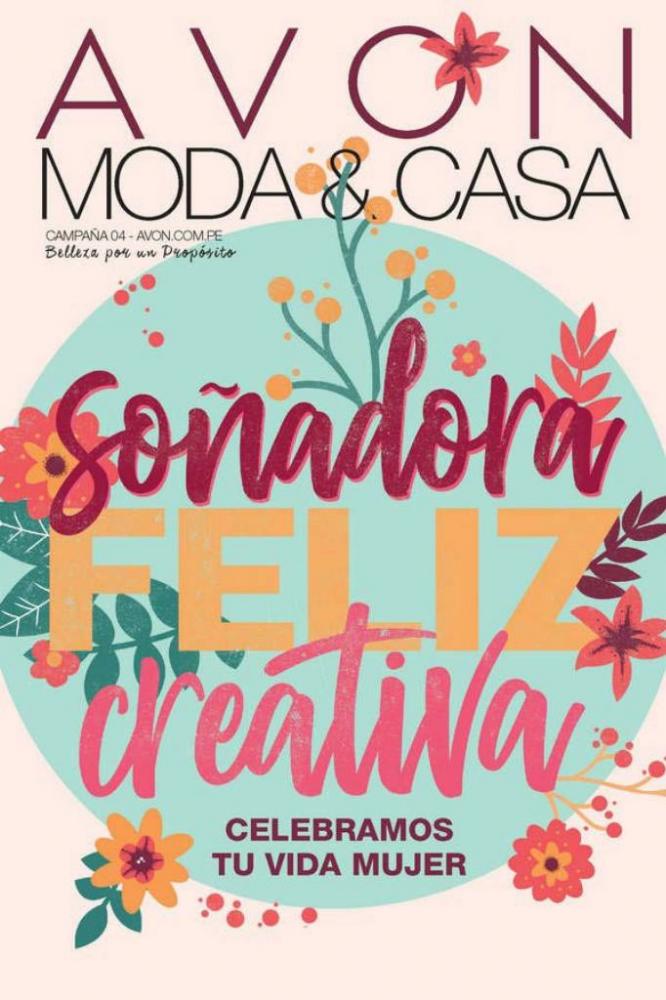 AVON
MODA & CASA
CAMPAÑA 04 - AVON.COM.PE
Belleza por un Propósito
soñadora
FELIZ
creativa
CELEBRAMOS
TU VIDA MUJER